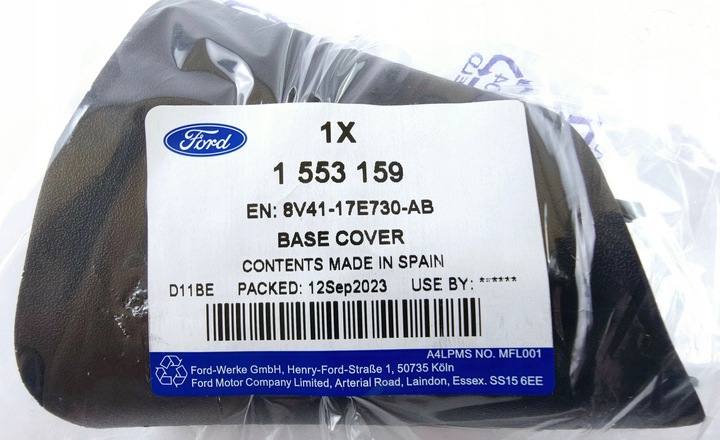 Ford
1X
1 553 159
EN: 8V41-17E730-AB
BASE COVER
CONTENTS MADE IN SPAIN
D11BE PACKED: 12Sep2023 USE BY: **-****
A4LPMS NO. MFL001
Ford-Werke GmbH, Henry-Ford-Straße 1, 50735 Köln
Ford Motor Company Limited, Arterial Road, Laindon, Essex. SS15 6EE